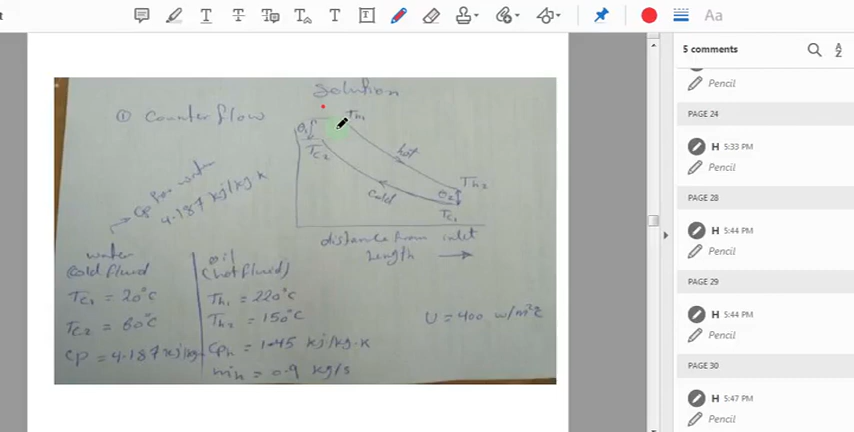 5 comments
Pencil
PAGE 24
H 5:33 PM
Pencil
PAGE 28
H 5:44 PM
Pencil
PAGE 29
H 5:44 PM
Pencil
PAGE 30
H 5:47 PM
Pencil
Solution
① Counter flow
θ1
Th1
Tc2
hot
cold
Th2
θ2
Tc1
distance from inlet
Length
Cp for water
4.187 kj/kg.k
water
cold fluid
Tc1 = 20°C
Tc2 = 60°C
Cp = 4.187 kj/kg
oil
(hot fluid)
Th1 = 220°C
Th2 = 150°C
Cph = 1.45 kj/kg.k
mh = 0.9 kg/s
U = 400 w/m²c